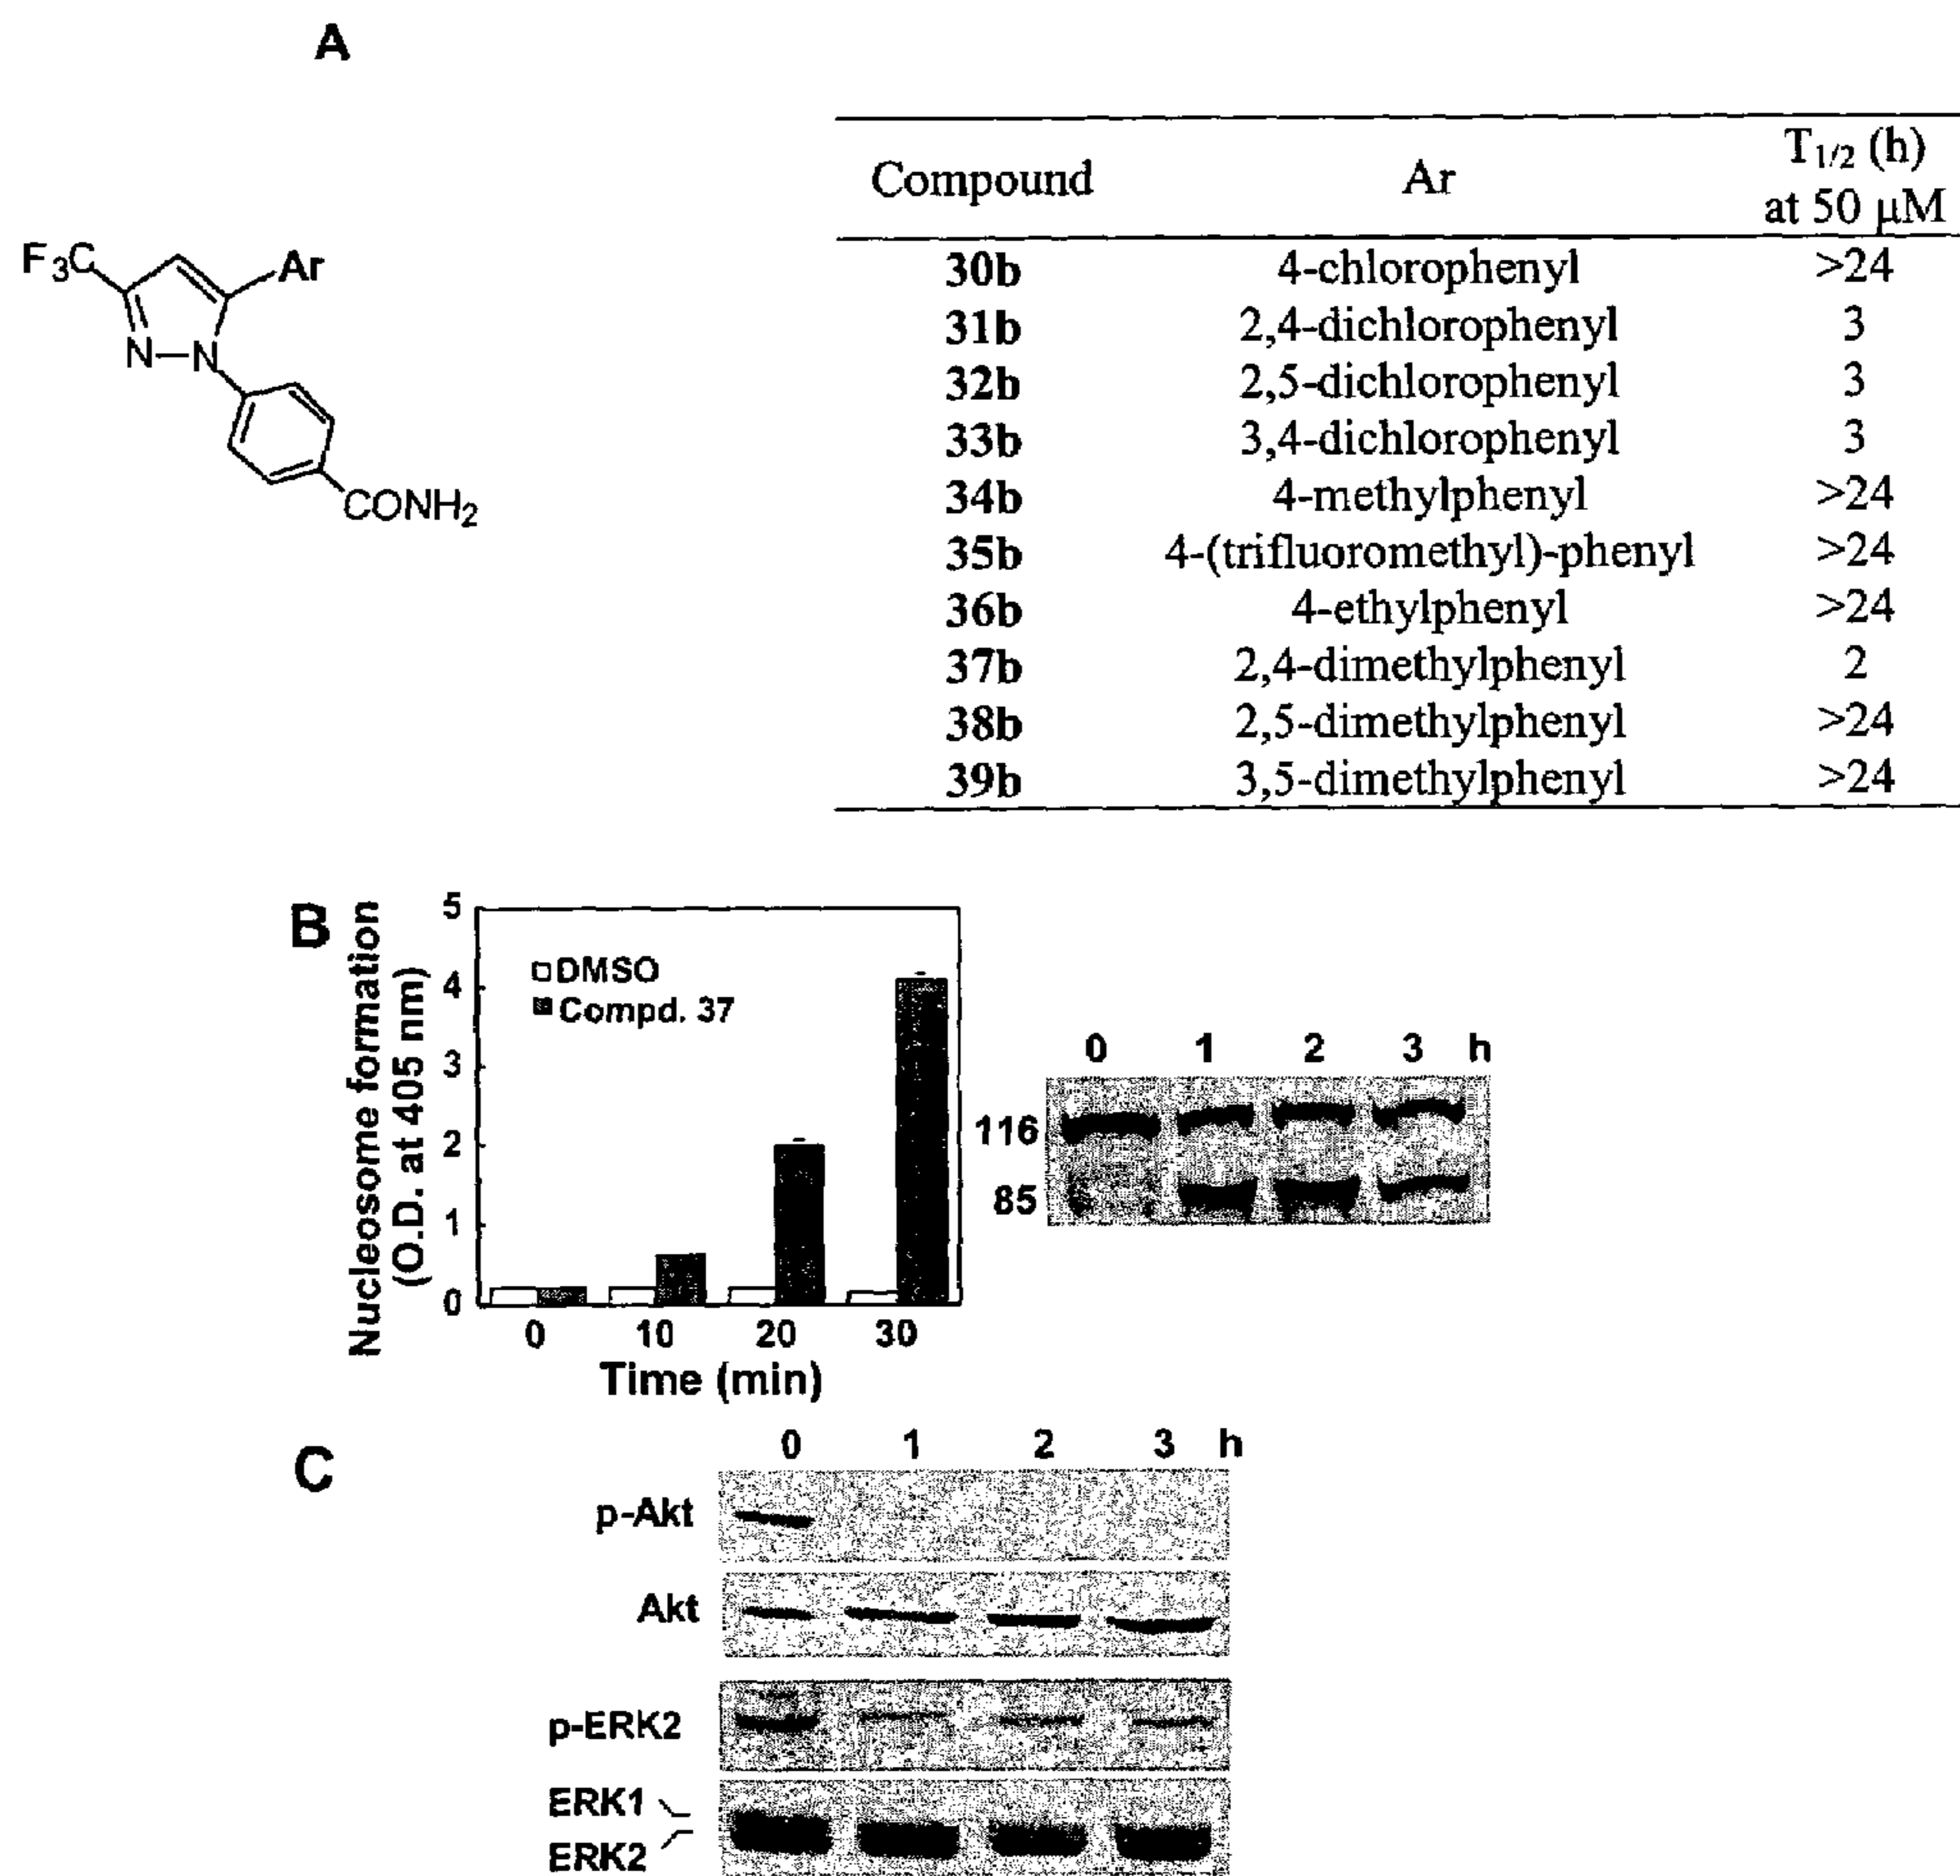 A
F3C
Ar
N
N
CONH2
Compound Ar T1/2 (h) at 50 μM
30b 4-chlorophenyl >24
31b 2,4-dichlorophenyl 3
32b 2,5-dichlorophenyl 3
33b 3,4-dichlorophenyl 3
34b 4-methylphenyl >24
35b 4-(trifluoromethyl)-phenyl >24
36b 4-ethylphenyl >24
37b 2,4-dimethylphenyl 2
38b 2,5-dimethylphenyl >24
39b 3,5-dimethylphenyl >24
B
Nucleosome formation
(O.D. at 405 nm)
5
4
3
2
1
0
DMSO
Compd. 37
0 10 20 30
Time (min)
0 1 2 3 h
116
85
C
0 1 2 3 h
p-Akt
Akt
p-ERK2
ERK1
ERK2